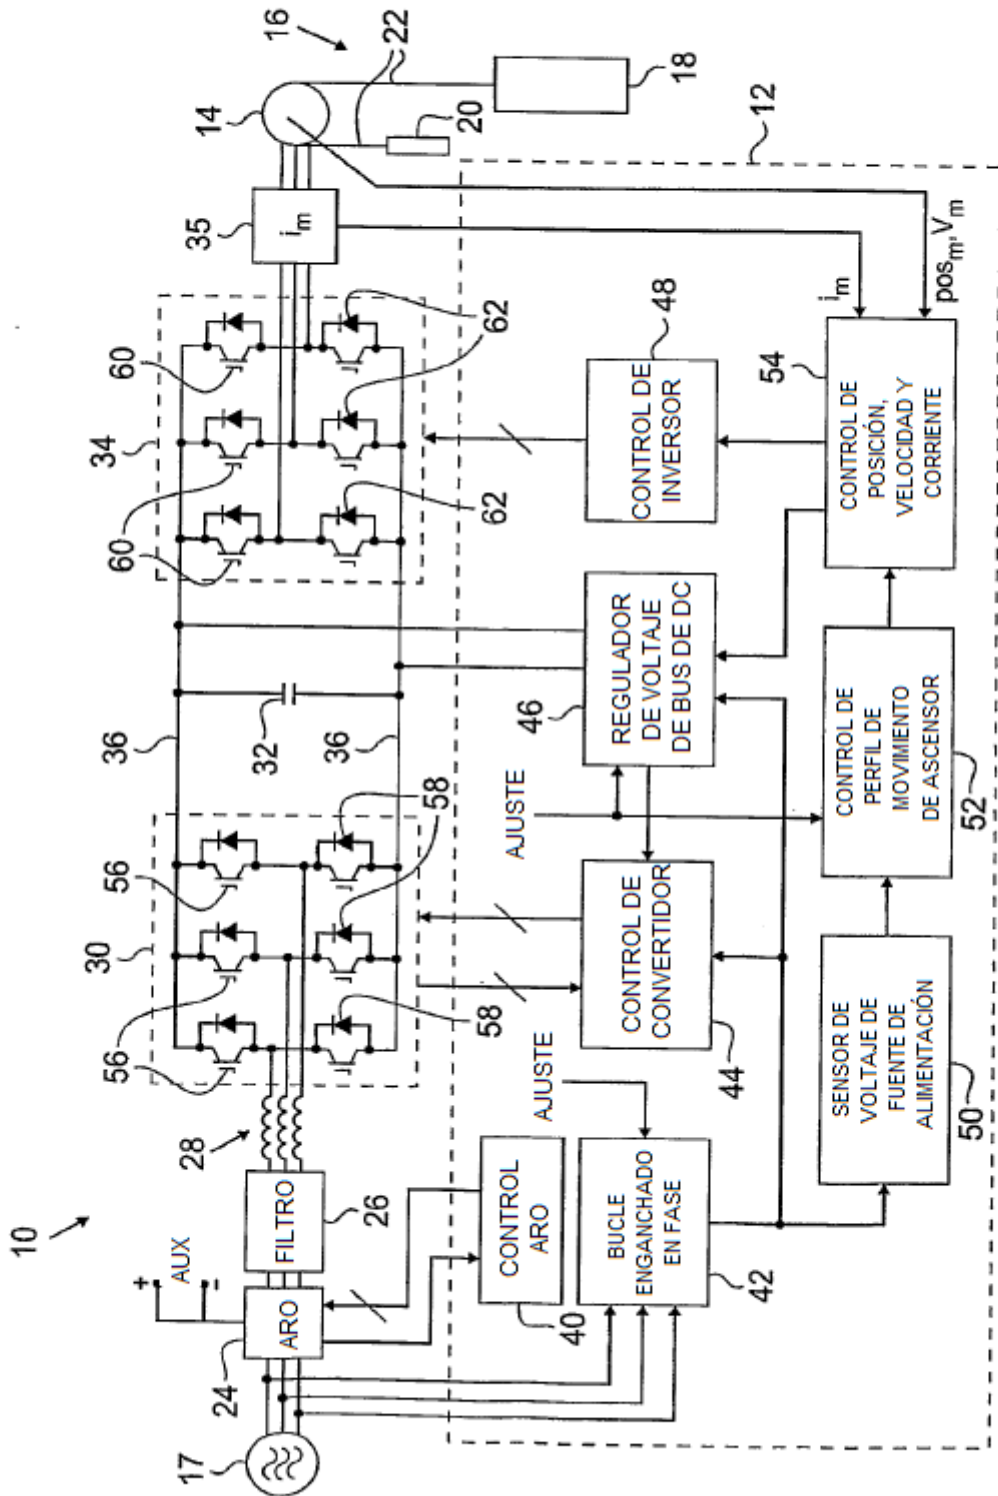 10
17
24
ARO
+
AUX
-
FILTRO
26
28
30
56
56
58
58
36
36
32
34
60
60
62
62
35
i_m
14
16
22
20
18
12
CONTROL
ARO
40
AJUSTE
BUCLE
ENGANCHADO
EN FASE
42
CONTROL DE
CONVERTIDOR
44
AJUSTE
REGULADOR
DE VOLTAJE
DE BUS DE DC
46
CONTROL DE
INVERSOR
48
i_m
pos_m, V_m
SENSOR DE
VOLTAJE DE
FUENTE DE
ALIMENTACIÓN
50
CONTROL DE
PERFIL DE
MOVIMIENTO
DE ASCENSOR
52
CONTROL DE
POSICIÓN,
VELOCIDAD Y
CORRIENTE
54